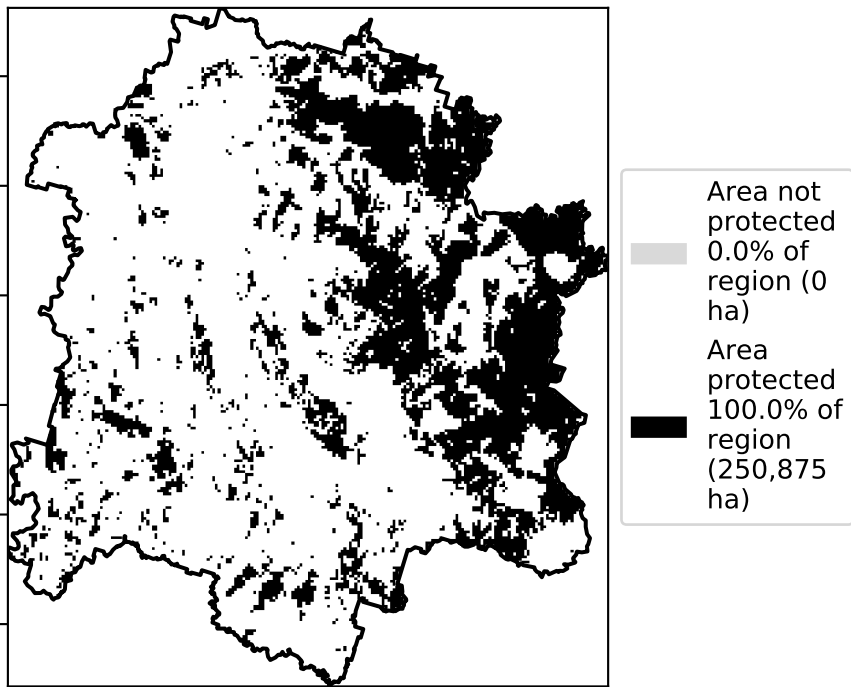 Area not
protected
0.0% of
region (0
ha)
Area
protected
100.0% of
region
(250,875
ha)